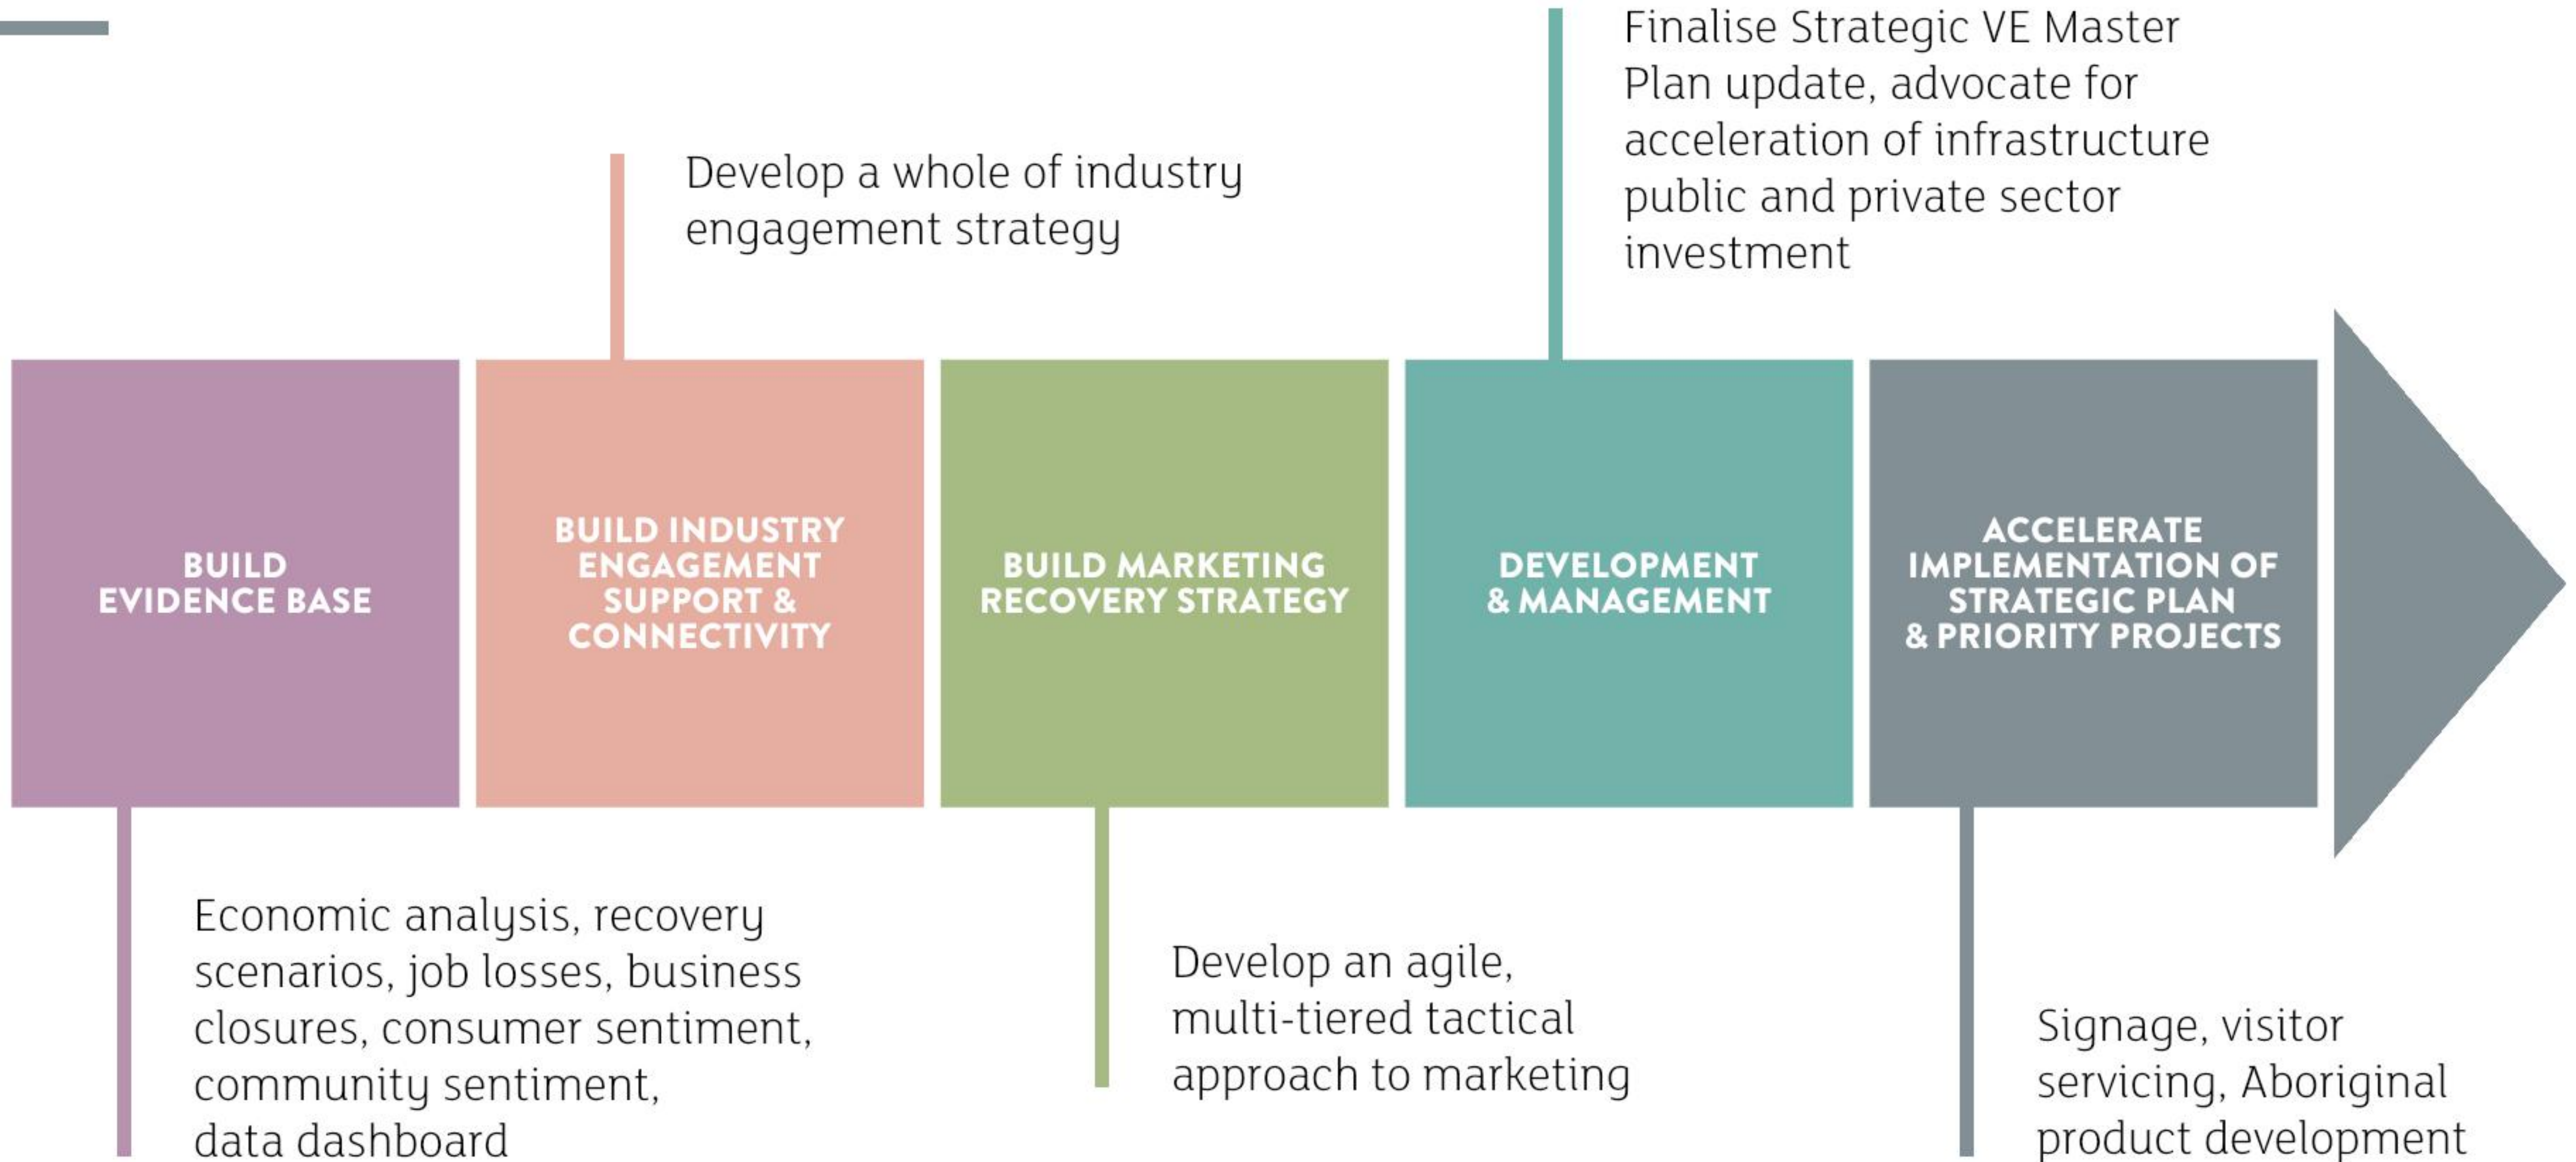 Finalise Strategic VE Master
Plan update, advocate for
acceleration of infrastructure
public and private sector
investment
Develop a whole of industry
engagement strategy
BUILD
EVIDENCE BASE
BUILD INDUSTRY
ENGAGEMENT
SUPPORT &
CONNECTIVITY
BUILD MARKETING
RECOVERY STRATEGY
DEVELOPMENT
& MANAGEMENT
ACCELERATE
IMPLEMENTATION OF
STRATEGIC PLAN
& PRIORITY PROJECTS
Economic analysis, recovery
scenarios, job losses, business
closures, consumer sentiment,
community sentiment,
data dashboard
Develop an agile,
multi-tiered tactical
approach to marketing
Signage, visitor
servicing, Aboriginal
product development